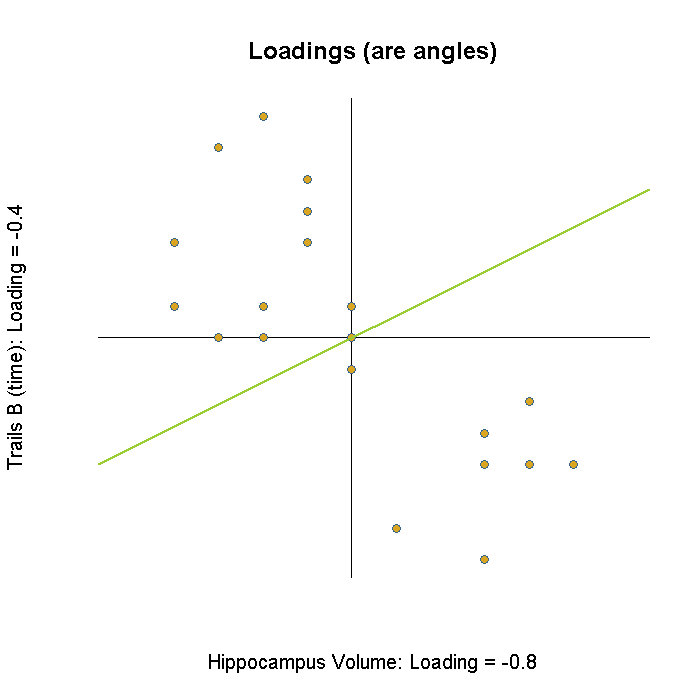 Loadings (are angles)
Trails B (time): Loading = -0.4
Hippocampus Volume: Loading = -0.8